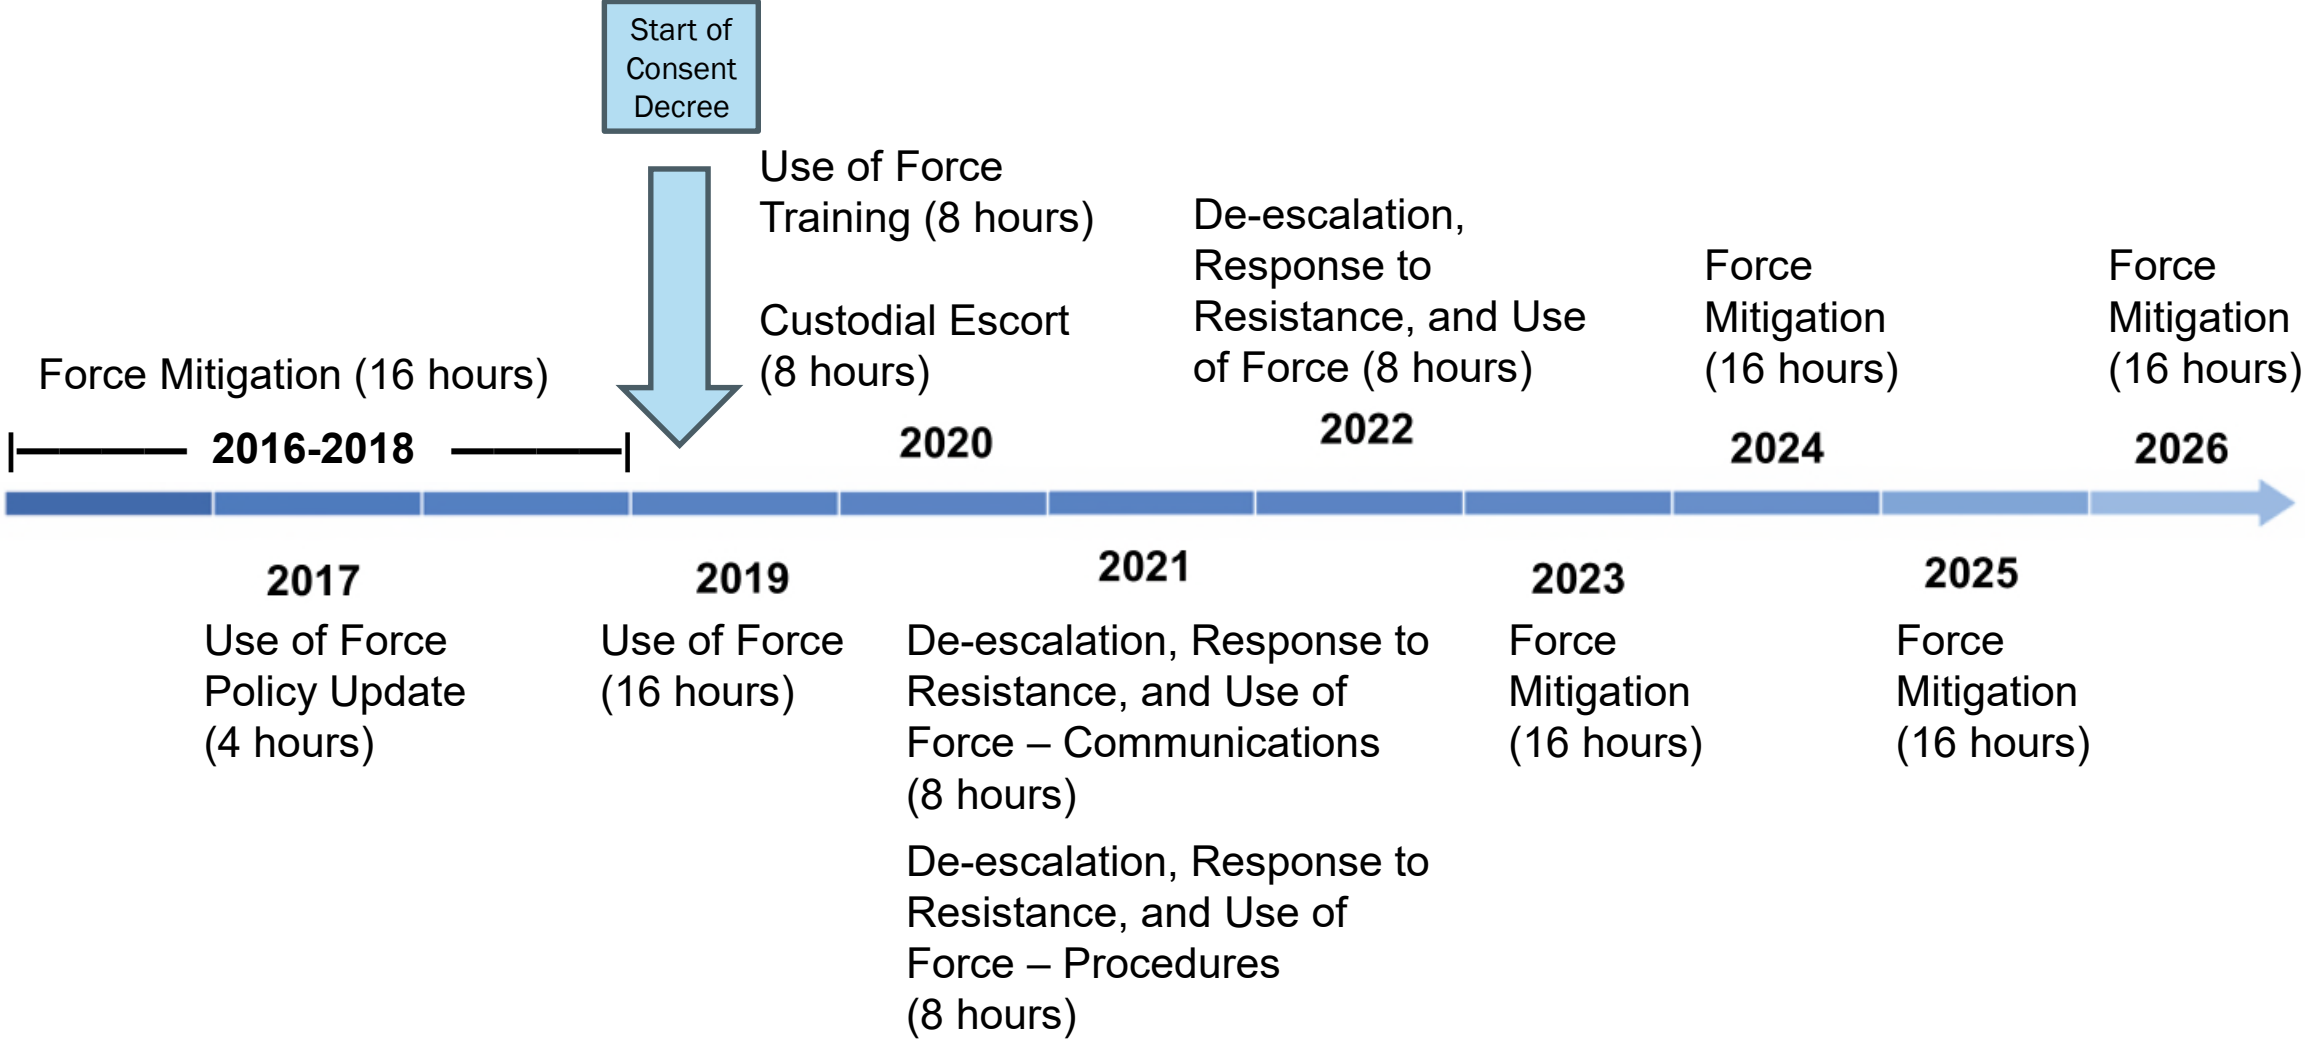 Start of
Consent
Decree
Force Mitigation (16 hours)
2016-2018
2017
Use of Force
Policy Update
(4 hours)
2019
Use of Force
(16 hours)
Use of Force
Training (8 hours)
Custodial Escort
(8 hours)
2020
2021
De-escalation, Response to
Resistance, and Use of
Force – Communications
(8 hours)
De-escalation, Response to
Resistance, and Use of
Force – Procedures
(8 hours)
De-escalation,
Response to
Resistance, and Use
of Force (8 hours)
2022
2023
Force
Mitigation
(16 hours)
Force
Mitigation
(16 hours)
2024
2025
Force
Mitigation
(16 hours)
Force
Mitigation
(16 hours)
2026